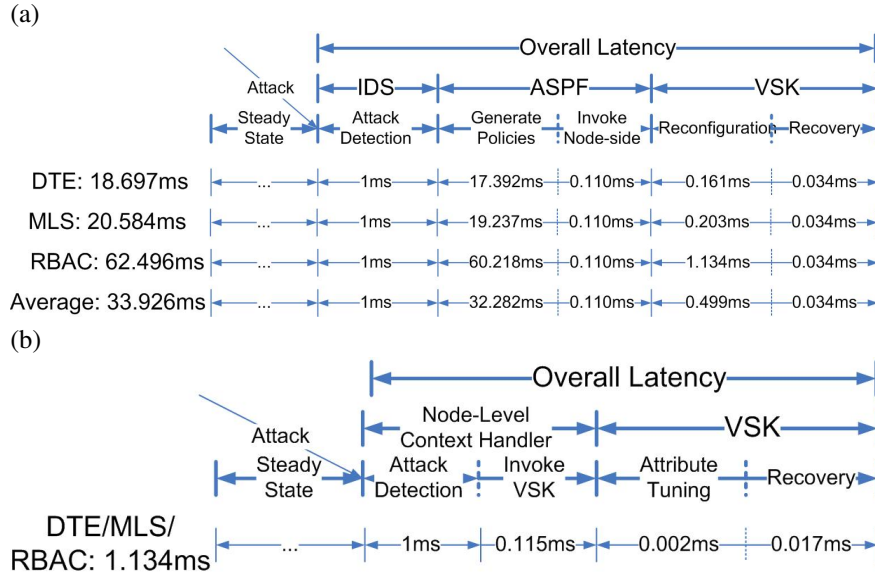 (a)
Overall Latency
Attack
IDS
ASPF
VSK
Steady State
Attack Detection
Generate Policies
Invoke Node-side
Reconfiguration
Recovery
DTE: 18.697ms ... 1ms 17.392ms 0.110ms 0.161ms 0.034ms
MLS: 20.584ms ... 1ms 19.237ms 0.110ms 0.203ms 0.034ms
RBAC: 62.496ms ... 1ms 60.218ms 0.110ms 1.134ms 0.034ms
Average: 33.926ms ... 1ms 32.282ms 0.110ms 0.499ms 0.034ms
(b)
Overall Latency
Attack
Node-Level
Context Handler
VSK
Steady State
Attack Detection
Invoke VSK
Attribute Tuning
Recovery
DTE/MLS/
RBAC: 1.134ms ... 1ms 0.115ms 0.002ms 0.017ms